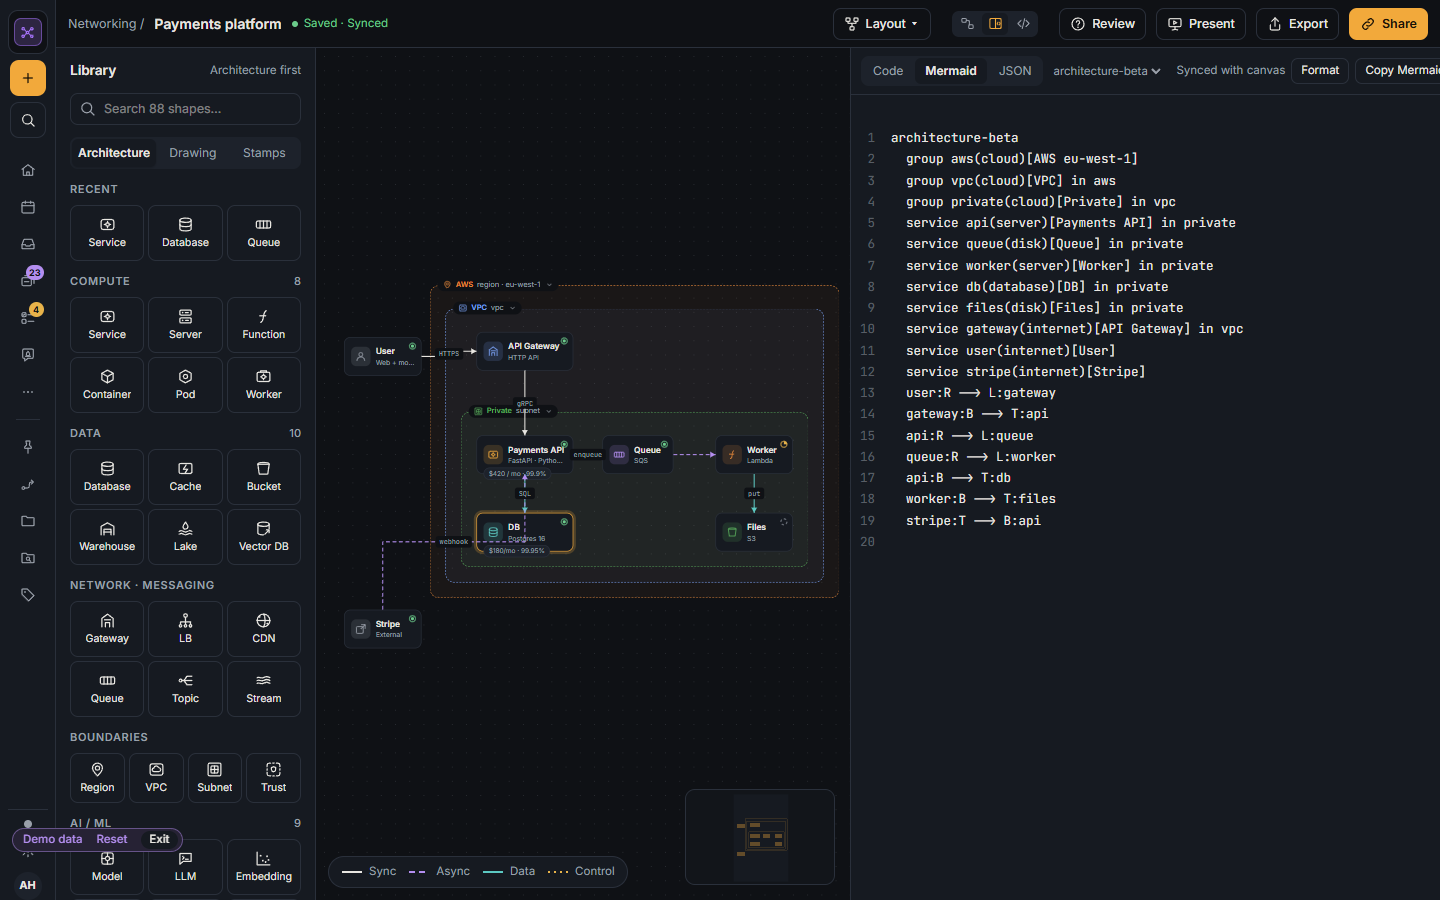 Networking / Payments platform Saved · Synced
Layout
Review
Present
Export
Share
Library
Architecture first
Search 88 shapes...
Architecture Drawing Stamps
RECENT
Service Database Queue
COMPUTE 8
Service Server Function
Container Pod Worker
DATA 10
Database Cache Bucket
Warehouse Lake Vector DB
NETWORK · MESSAGING
Gateway LB CDN
Queue Topic Stream
BOUNDARIES
Region VPC Subnet Trust
AI / ML 9
Model LLM Embedding
23
4
Demo data Reset Exit
AH
AWS region · eu-west-1
VPC vpc
User
Web + mo...
HTTPS
API Gateway
HTTP API
gRPC
Private subnet
Payments API
FastAPI · Pytho...
$420 / mo · 99.9%
enqueue
Queue
SQS
Worker
Lambda
SQL
put
DB
Postgres 16
$180/mo · 99.95%
Files
S3
webhook
Stripe
External
Sync Async Data Control
Code Mermaid JSON
architecture-beta
Synced with canvas
Format
Copy Mermaid
1 architecture-beta
2 group aws(cloud)[AWS eu-west-1]
3 group vpc(cloud)[VPC] in aws
4 group private(cloud)[Private] in vpc
5 service api(server)[Payments API] in private
6 service queue(disk)[Queue] in private
7 service worker(server)[Worker] in private
8 service db(database)[DB] in private
9 service files(disk)[Files] in private
10 service gateway(internet)[API Gateway] in vpc
11 service user(internet)[User]
12 service stripe(internet)[Stripe]
13 user:R --> L:gateway
14 gateway:B --> T:api
15 api:R --> L:queue
16 queue:R --> L:worker
17 api:B --> T:db
18 worker:B --> T:files
19 stripe:T --> B:api
20